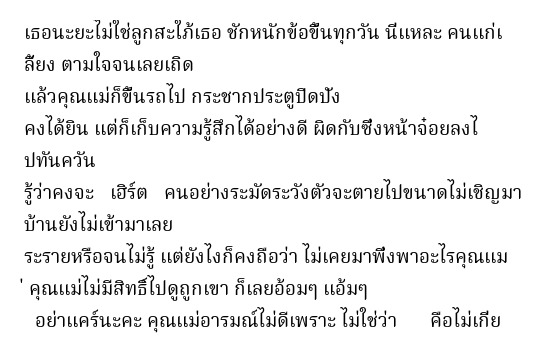 เธอนะยะไม่ใช่ลูกสะใภ้เธอ ชักหนักข้อขึ้นทุกวัน นี่แหละ คนแก่เ
ลี้ยง ตามใจจนเลยเถิด
แล้วคุณแม่ก็ขึ้นรถไป กระชากประตูปิดปัง
คงได้ยิน แต่ก็เก็บความรู้สึกได้อย่างดี ผิดกับซึ่งหน้าจ๋อยลงไ
ปทันควัน
รู้ว่าคงจะ เฮิร์ต คนอย่างระมัดระวังตัวจะตายไปขนาดไม่เชิญมา
บ้านยังไม่เข้ามาเลย
ระรายหรือจนไม่รู้ แต่ยังไงก็คงถือว่า ไม่เคยมาพึ่งพาอะไรคุณแม
่ คุณแม่ไม่มีสิทธิ์ไปดูถูกเขา ก็เลยอ้อมๆ แอ้มๆ
อย่าแคร์นะคะ คุณแม่อารมณ์ไม่ดีเพราะ ไม่ใช่ว่า คือไม่เกี่ย